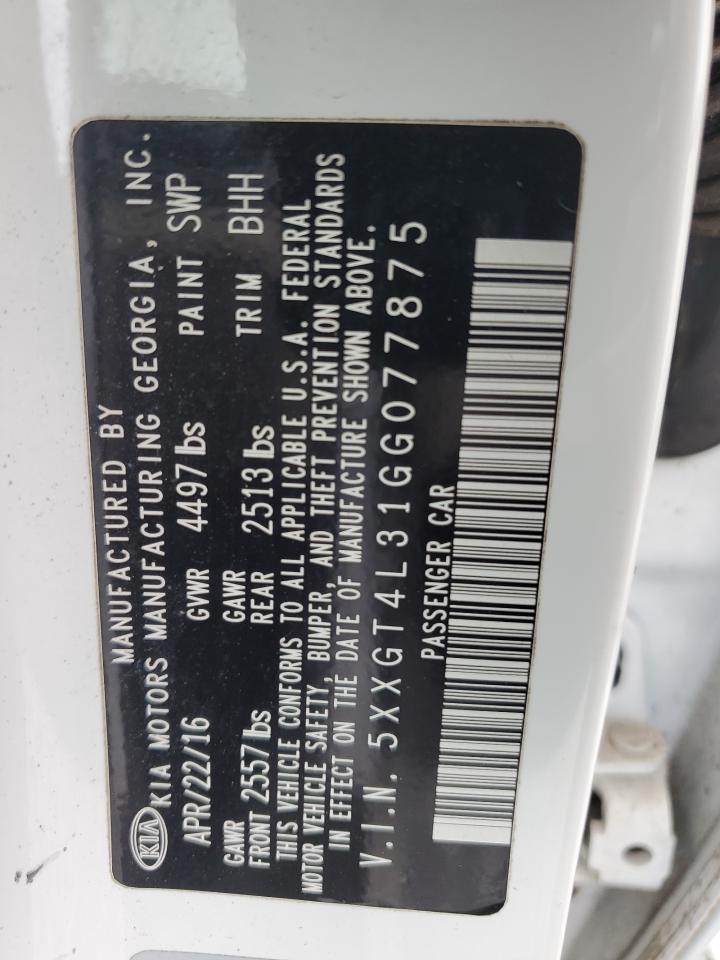 MANUFACTURED BY
KIA KIA MOTORS MANUFACTURING GEORGIA, INC.
APR/22/16 GVWR 4497 lbs PAINT SWP
GAWR GAWR
FRONT 2557 lbs REAR 2513 lbs TRIM BHH
THIS VEHICLE CONFORMS TO ALL APPLICABLE U.S.A. FEDERAL
MOTOR VEHICLE SAFETY, BUMPER, AND THEFT PREVENTION STANDARDS
IN EFFECT ON THE DATE OF MANUFACTURE SHOWN ABOVE.
V.I.N. 5XXGT4L31GG077875
PASSENGER CAR